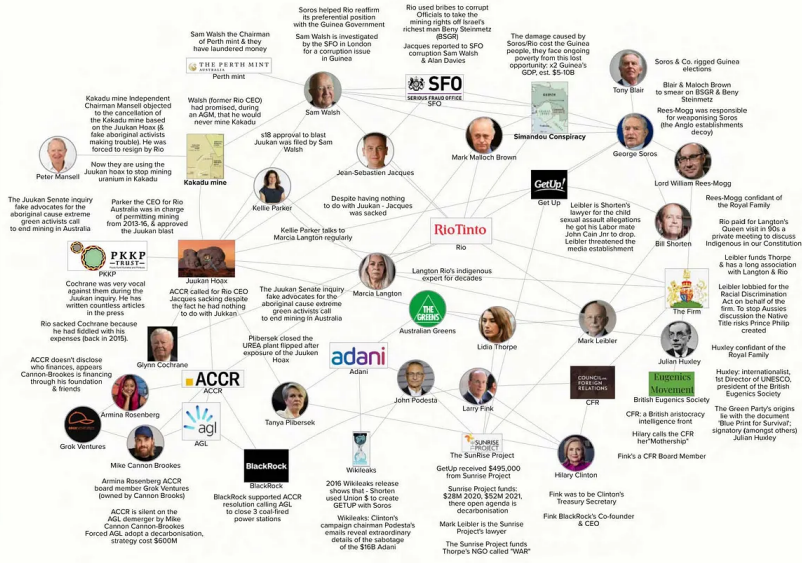 Soros helped Rio reaffirm
its preferential position
with the Guinea Government
Sam Walsh is investigated
by the SFO in London
for a corruption issue
in Guinea
Rio used bribes to corrupt
Officials to take the
mining rights off Israel's
richest man Beny Steinmetz
(BSGR)
Jacques reported to SFO
corruption Sam Walsh
& Alan Davies
Sam Walsh the Chairman
of Perth mint & they
have laundered money
THE PERTH MINT
AUSTRALIA
Perth mint
The damage caused by
Soros/Rio cost the Guinea
people, they face ongoing
poverty from this lost
opportunity: x2 Guinea's
GDP, est. $5-10B
Soros & Co. rigged Guinea
elections
Blair & Maloch Brown
to smear on BSGR & Beny
Steinmetz
Rees-Mogg was responsible
for weaponising Soros
(the Anglo establishments
decoy)
Tony Blair
SFO
SERIOUS FRAUD OFFICE
SFO
Sam Walsh
Kakadu mine Independent
Chairman Mansell objected
to the cancellation of
the Kakadu mine based
on the Juukan Hoax (&
fake aboriginal activists
making trouble). He was
forced to resign by Rio
Now they are using the
Juukan hoax to stop mining
uranium in Kakadu
Walsh (former Rio CEO)
had promised, during
an AGM, that he would
never mine Kakadu
s18 approval to blast
Juukan was filed by Sam
Walsh
Simandou Conspiracy
George Soros
Mark Malloch Brown
Jean-Sebastien Jacques
Peter Mansell
Kakadu mine
Kellie Parker
Lord William Rees-Mogg
GetUp!
Get Up
The Juukan Senate inquiry
fake advocates for the
aboriginal cause extreme
green activists call
to end mining in Australia
Parker the CEO for Rio
Australia was in charge
of permitting mining
from 2013-16, & approved
the Juukan blast
Despite having nothing
to do with Juukan - Jacques
was sacked
Leibler is Shorten's
lawyer for the child
sexual assault allegations
he got his Labor mate
John Cain Jnr to drop.
Leibler threatened the
media establishment
Bill Shorten
Rees-Mogg confidant of
the Royal Family
Rio paid for Langton's
Queen visit in 90s a
private meeting to discuss
Indigenous in our Constitution
RioTinto
Rio
Kellie Parker talks to
Marcia Langton regularly
PKKP
TRUST
PKKP
Juukan Hoax
Langton Rio's indigenous
expert for decades
Marcia Langton
Leibler funds Thorpe
& has a long association
with Langton & Rio
Leibler lobbied for the
Racial Discrimination
Act on behalf of the
firm. To stop Aussies
discussion the Native
Title risks Prince Philip
created
The Firm
Cochrane was very vocal
against them during the
Juukan inquiry. He has
written countless articles
in the press
Rio sacked Cochrane because
he had fiddled with his
expenses (back in 2015).
ACCR called for Rio CEO
Jacques sacking despite
the fact he had nothing
to do with Jukkan
The Juukan Senate inquiry
fake advocates for the
aboriginal cause extreme
green activists call
to end mining in Australia
THE
GREENS
Australian Greens
Lidia Thorpe
Mark Leibler
Julian Huxley
Huxley confidant of the
Royal Family
Glynn Cochrane
Plibersek closed the
UREA plant flipped after
exposure of the Juuken
Hoax
adani
Adani
ACCR doesn't disclose
who finances, appears
Cannon-Brookes is financing
through his foundation
& friends
ACCR
ACCR
Armina Rosenberg
Tanya Plibersek
John Podesta
Larry Fink
COUNCIL on
FOREIGN
RELATIONS
CFR
Eugenics
Movement
British Eugenics Society
Huxley: internationalist,
1st Director of UNESCO,
president of the British
Eugenics Society
The Green Party's origins
lie with the document
'Blue Print for Survival';
signatory (amongst others)
Julian Huxley
CFR: a British aristocracy
intelligence front
Hilary calls the CFR
her"Mothership"
Fink's a CFR Board Member
Grok Ventures
agl
AGL
Mike Cannon Brookes
BLACKROCK
BlackRock
Wikileaks
SUNRISE
PROJECT
The SunRise Project
Hilary Clinton
Armina Rosenberg ACCR
board member Grok Ventures
(owned by Cannon Brooks)
ACCR is silent on the
AGL demerger by Mike
Cannon Cannon-Brookes
Forced AGL adopt a decarbonisation,
strategy cost $600M
BlackRock supported ACCR
resolution calling AGL
to close 3 coal-fired
power stations
2016 Wikileaks release
shows that - Shorten
used Union $ to create
GETUP with Soros
Wikileaks: Clinton's
campaign chairman Podesta's
emails reveal extraordinary
details of the sabotage
of the $16B Adani
GetUp received $495,000
from Sunrise Project
Sunrise Project funds:
$28M 2020, $52M 2021,
there open agenda is
decarbonisation
Mark Leibler is the Sunrise
Project's lawyer
The Sunrise Project funds
Thorpe's NGO called "WAR"
Fink was to be Clinton's
Treasury Secretary
Fink BlackRock's Co-founder
& CEO